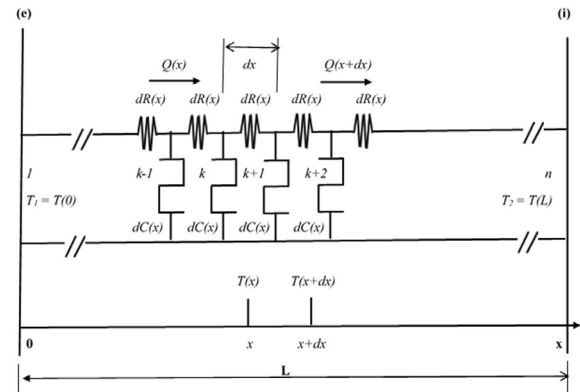 (e) (i)
Q(x) dx Q(x+dx)
dR(x) dR(x) dR(x) dR(x) dR(x)
1 k-1 k k+1 k+2 n
T₁ = T(0) T₂ = T(L)
dC(x) dC(x) dC(x) dC(x)
T(x) T(x+dx)
0 x x+dx x
L